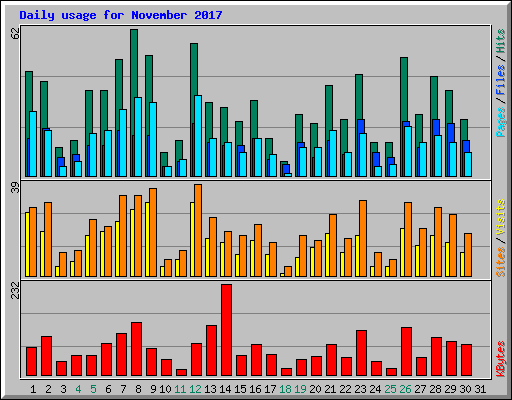 Daily usage for November 2017
62
39
232
Pages / Files / Hits
Sites / Visits
KBytes
1 2 3 4 5 6 7 8 9 10 11 12 13 14 15 16 17 18 19 20 21 22 23 24 25 26 27 28 29 30 31